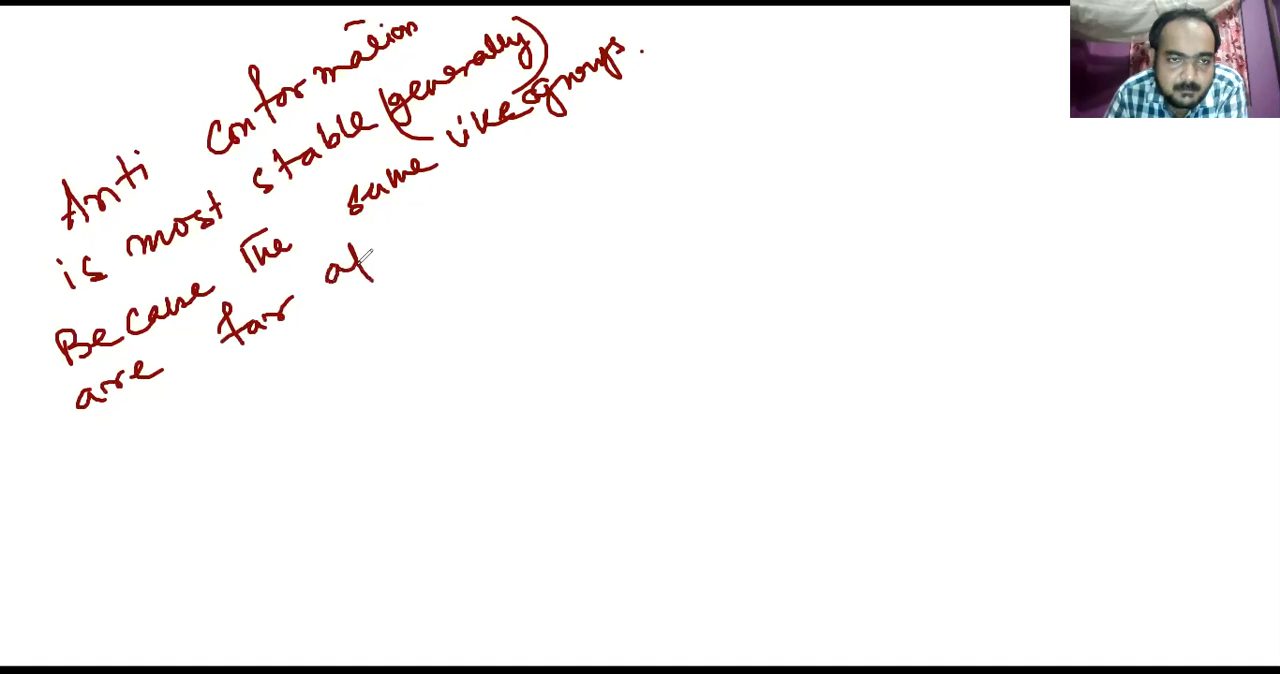 Anti conformation
is most stable (generally)
Because the same like groups.
are far af